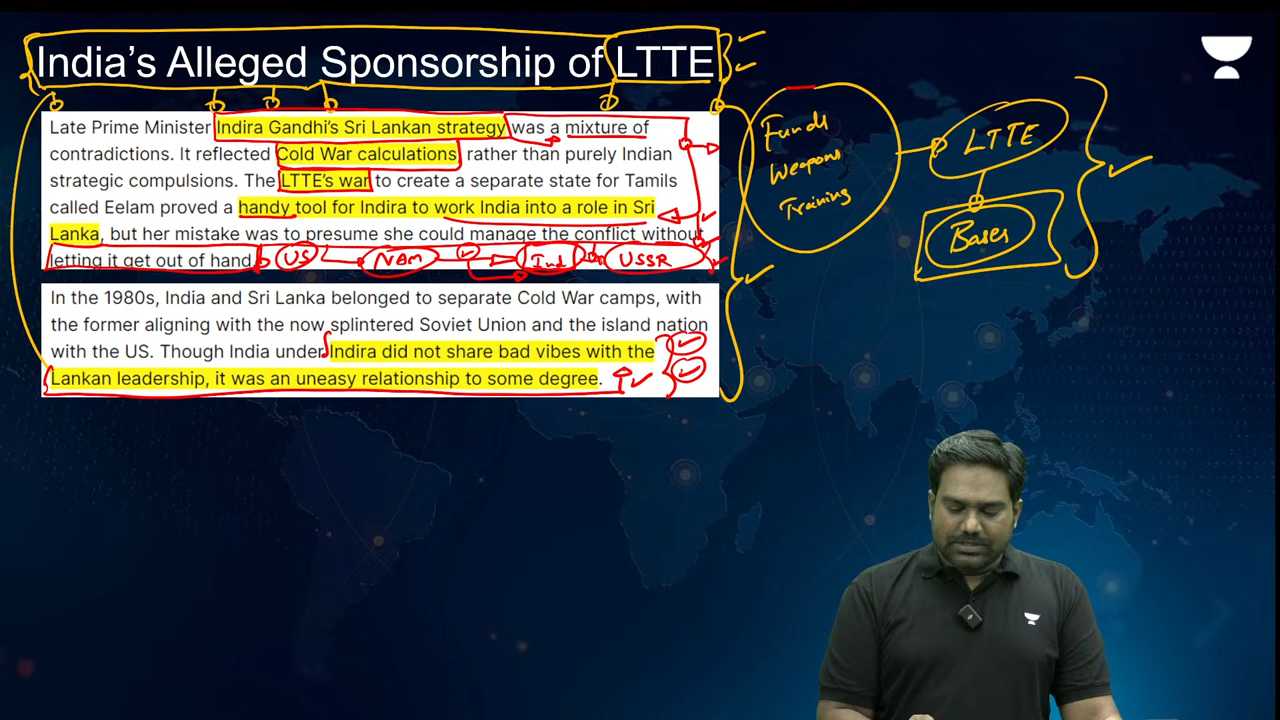 India's Alleged Sponsorship of LTTE
Late Prime Minister Indira Gandhi's Sri Lankan strategy was a mixture of
contradictions. It reflected Cold War calculations, rather than purely Indian
strategic compulsions. The LTTE's war to create a separate state for Tamils
called Eelam proved a handy tool for Indira to work India into a role in Sri
Lanka, but her mistake was to presume she could manage the conflict without
letting it get out of hand.
US NAM Ind USSR
In the 1980s, India and Sri Lanka belonged to separate Cold War camps, with
the former aligning with the now splintered Soviet Union and the island nation
with the US. Though India under Indira did not share bad vibes with the
Lankan leadership, it was an uneasy relationship to some degree.
Funds
Weapons
Training
LTTE
Bases